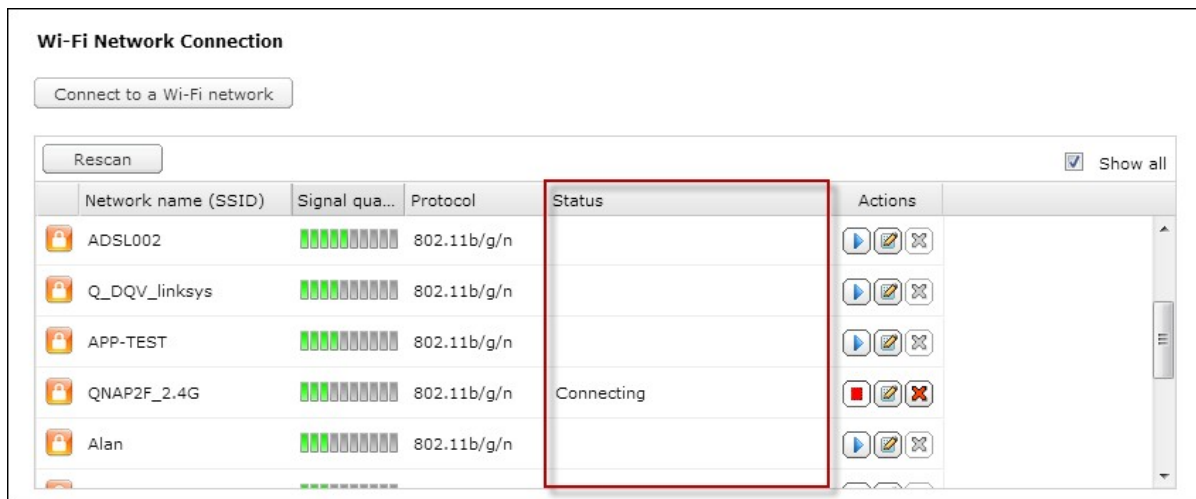 Wi-Fi Network Connection
Connect to a Wi-Fi network
Rescan
Show all
Network name (SSID) Signal qua... Protocol Status Actions
ADSL002 802.11b/g/n
Q_DQV_linksys 802.11b/g/n
APP-TEST 802.11b/g/n
QNAP2F_2.4G 802.11b/g/n Connecting
Alan 802.11b/g/n